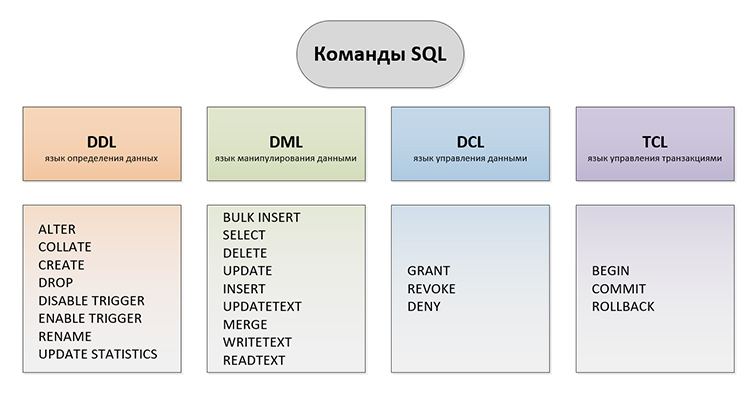 Команды SQL
DDL
язык определения данных
DML
язык манипулирования данными
DCL
язык управления данными
TCL
язык управления транзакциями
ALTER
COLLATE
CREATE
DROP
DISABLE TRIGGER
ENABLE TRIGGER
RENAME
UPDATE STATISTICS
BULK INSERT
SELECT
DELETE
UPDATE
INSERT
UPDATETEXT
MERGE
WRITETEXT
READTEXT
GRANT
REVOKE
DENY
BEGIN
COMMIT
ROLLBACK